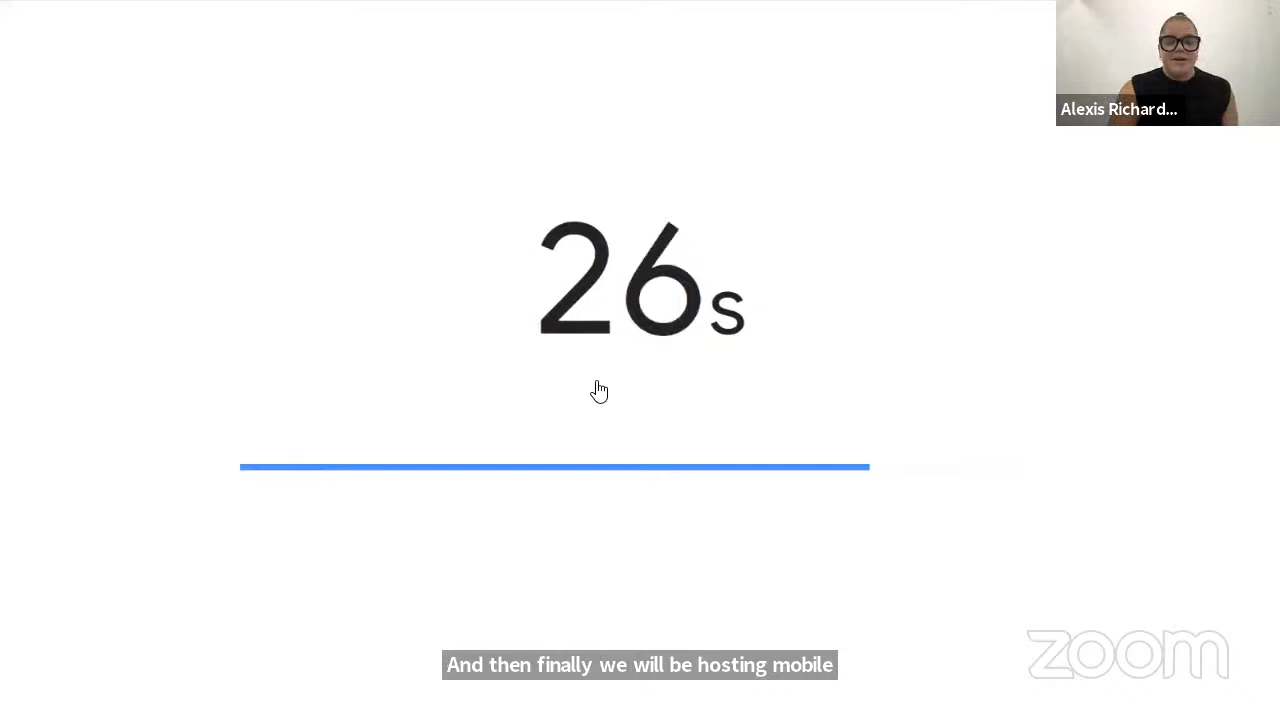 Alexis Richard...
26s
And then finally we will be hosting mobile
zoom